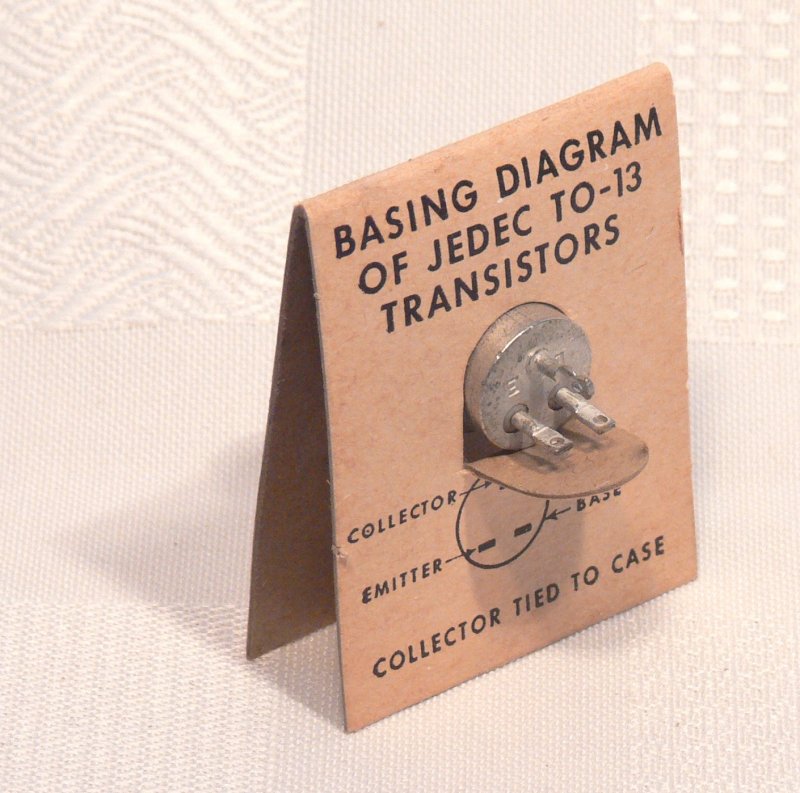 BASING DIAGRAM
OF JEDEC TO-13
TRANSISTORS
E
COLLECTOR
BASE
EMITTER
COLLECTOR TIED TO CASE